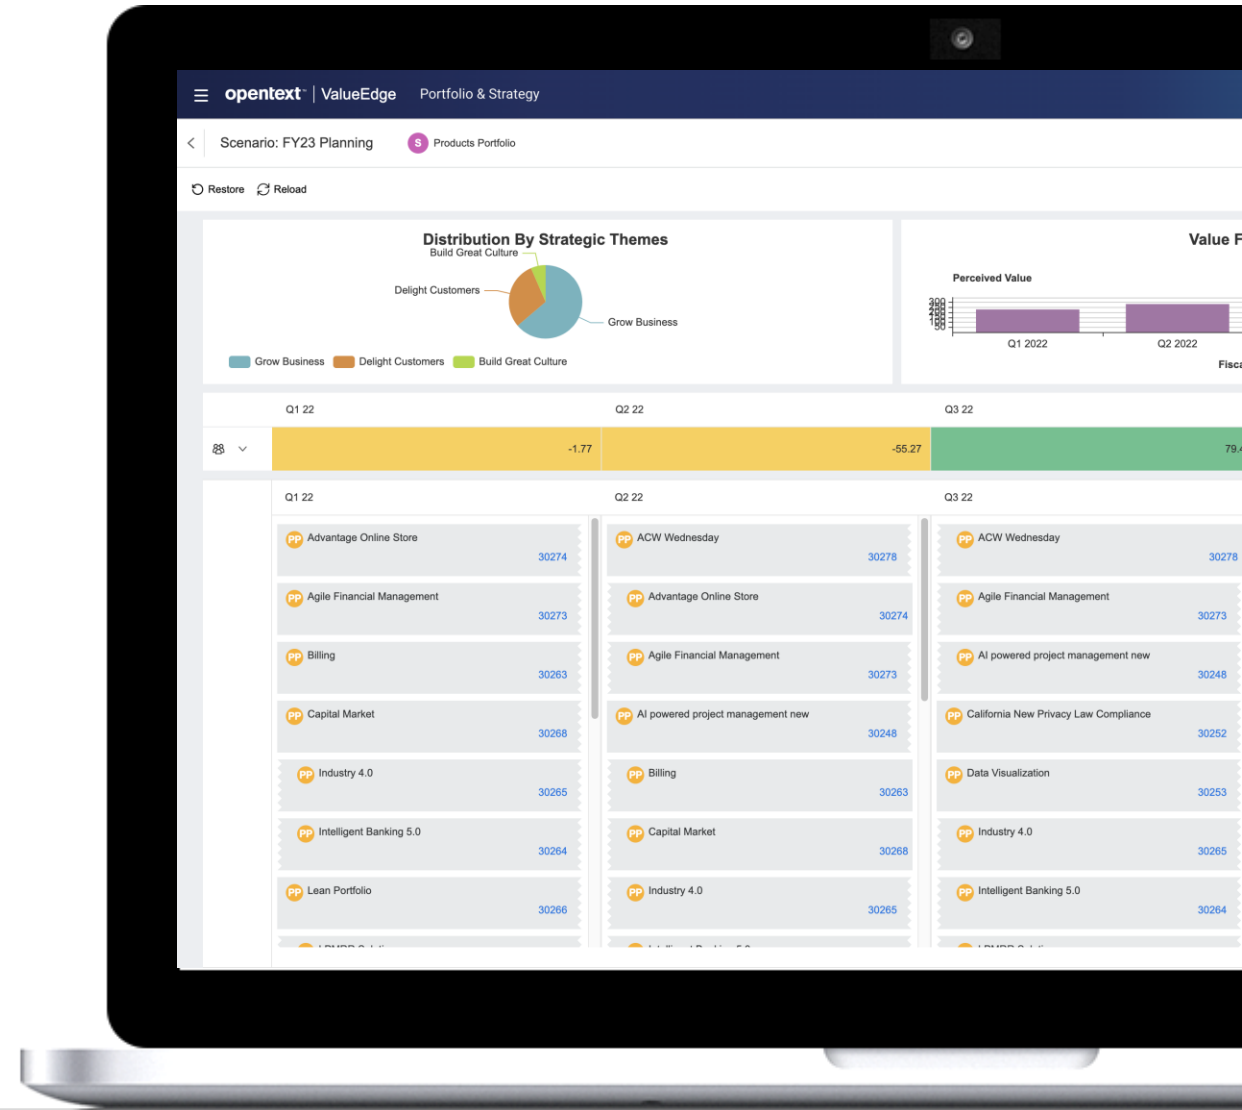 opentext™ | ValueEdge Portfolio & Strategy
Scenario: FY23 Planning S Products Portfolio
Restore Reload
Distribution By Strategic Themes
Build Great Culture
Delight Customers
Grow Business
Grow Business Delight Customers Build Great Culture
Value F
Perceived Value
300
50
Q1 2022 Q2 2022
Fisca
Q1 22 Q2 22 Q3 22
-1.77 -55.27 79.4
Q1 22 Q2 22 Q3 22
PP Advantage Online Store
30274
PP Agile Financial Management
30273
PP Billing
30263
PP Capital Market
30268
PP Industry 4.0
30265
PP Intelligent Banking 5.0
30264
PP Lean Portfolio
30266
PP ACW Wednesday
30278
PP Advantage Online Store
30274
PP Agile Financial Management
30273
PP AI powered project management new
30248
PP Billing
30263
PP Capital Market
30268
PP Industry 4.0
30265
PP ACW Wednesday
30278
PP Agile Financial Management
30273
PP AI powered project management new
30248
PP California New Privacy Law Compliance
30252
PP Data Visualization
30253
PP Industry 4.0
30265
PP Intelligent Banking 5.0
30264